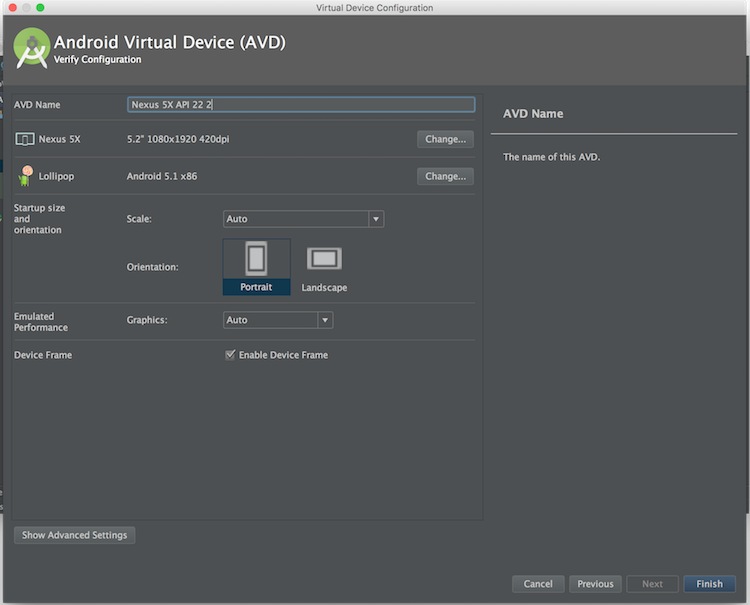 Virtual Device Configuration
Android Virtual Device (AVD)
Verify Configuration
AVD Name
Nexus 5X API 22 2
Nexus 5X
5.2" 1080x1920 420dpi
Change...
Lollipop
Android 5.1 x86
Change...
Startup size
and
orientation
Scale:
Auto
Orientation:
Portrait
Landscape
Emulated
Performance
Graphics:
Auto
Device Frame
Enable Device Frame
AVD Name
The name of this AVD.
Show Advanced Settings
Cancel
Previous
Next
Finish